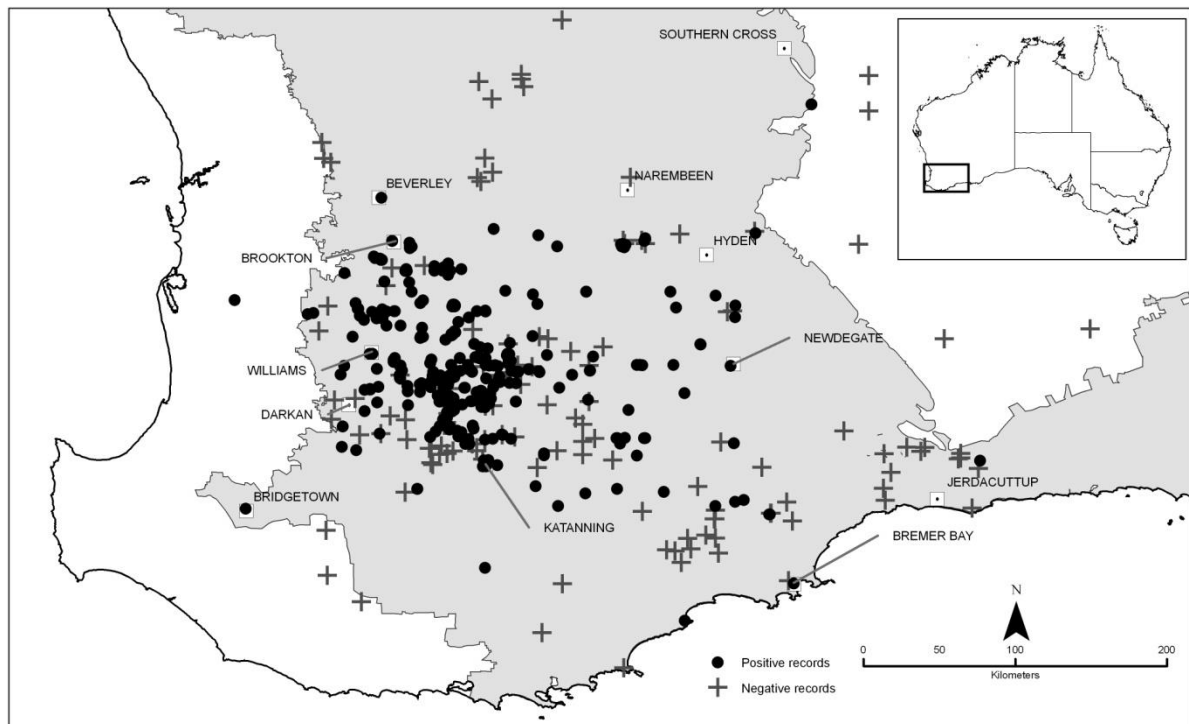 SOUTHERN CROSS
BEVERLEY
NAREMBEEN
BROOKTON
HYDEN
NEWDEGATE
WILLIAMS
DARKAN
BRIDGETOWN
JERDACUTTUP
KATANNING
BREMER BAY
N
Positive records
Negative records
0 50 100 200
Kilometers